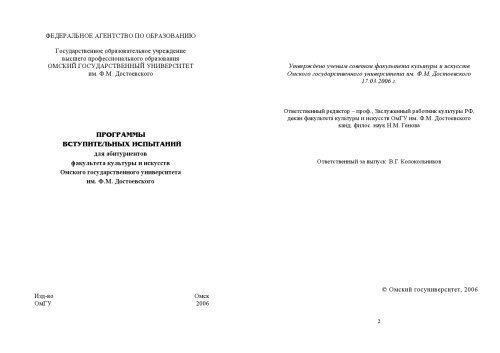 ФЕДЕРАЛЬНОЕ АГЕНТСТВО ПО ОБРАЗОВАНИЮ
Государственное образовательное учреждение
высшего профессионального образования
ОМСКИЙ ГОСУДАРСТВЕННЫЙ УНИВЕРСИТЕТ
им. Ф.М. Достоевского
ПРОГРАММЫ
ВСТУПИТЕЛЬНЫХ ИСПЫТАНИЙ
для абитуриентов
факультета культуры и искусств
Омского государственного университета
им. Ф.М. Достоевского
Изд-во Омск
ОмГУ 2006
Утверждено ученым советом факультета культуры и искусств
Омского государственного университета им. Ф.М. Достоевского
17.03.2006 г.
Ответственный редактор – проф., Заслуженный работник культуры РФ,
декан факультета культуры и искусств ОмГУ им. Ф.М. Достоевского
канд. филос. наук Н.М. Генова
Ответственный за выпуск В.Г. Колокольников
© Омский госуниверситет, 2006
2